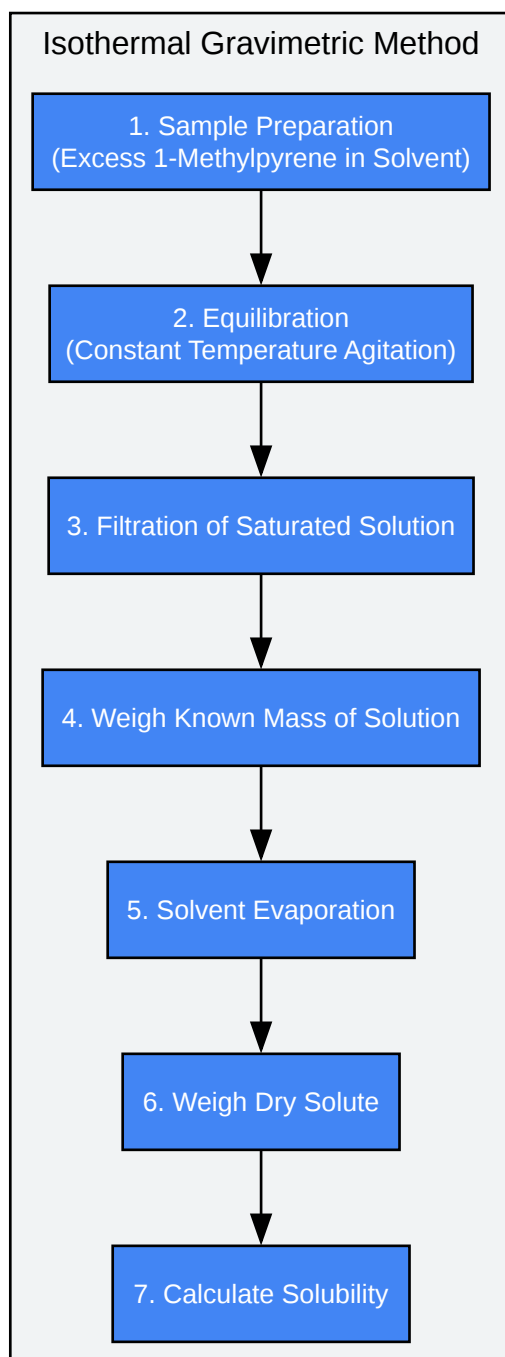 Isothermal Gravimetric Method
1. Sample Preparation
(Excess 1-Methylpyrene in Solvent)
2. Equilibration
(Constant Temperature Agitation)
3. Filtration of Saturated Solution
4. Weigh Known Mass of Solution
5. Solvent Evaporation
6. Weigh Dry Solute
7. Calculate Solubility